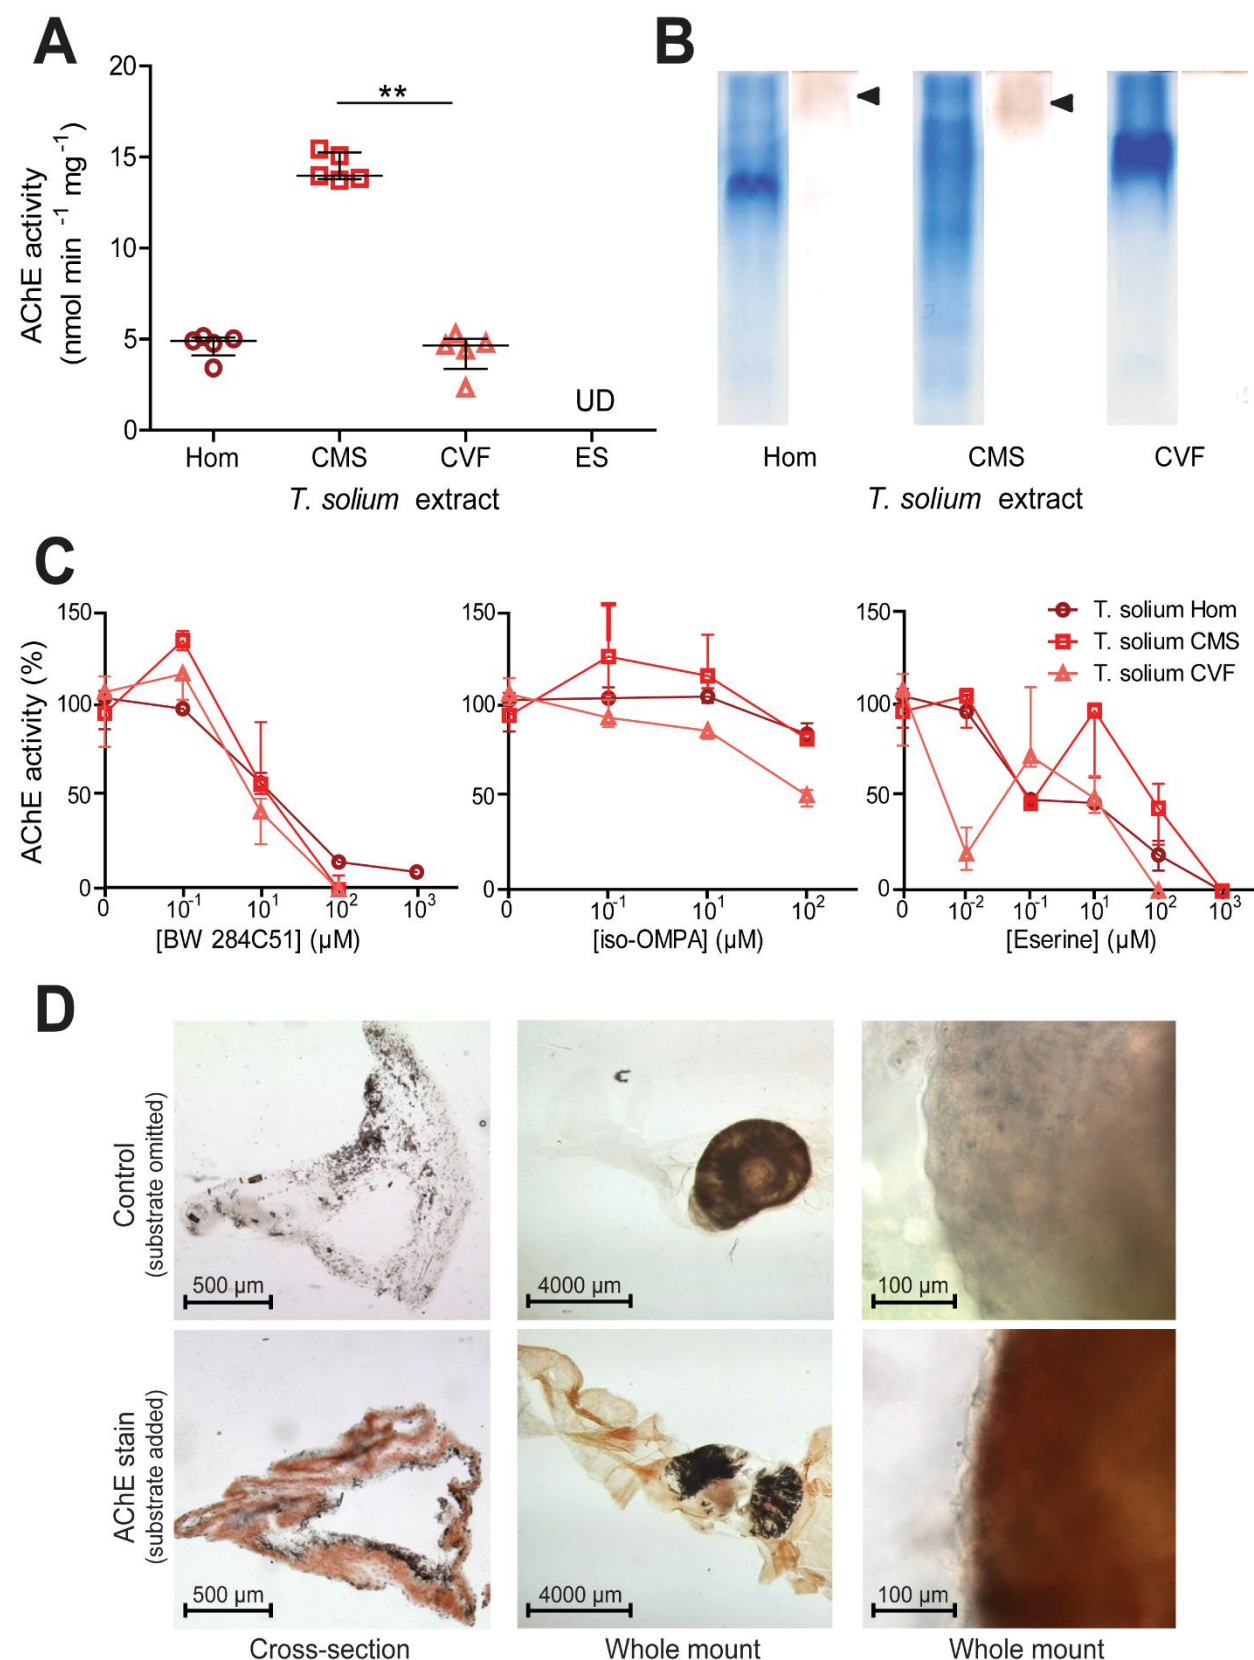 A
20
15
10
5
0
AChE activity
(nmol min -1 mg-1)
**
UD
Hom CMS CVF ES
T. solium extract
B
Hom CMS CVF
T. solium extract
C
AChE activity (%)
150
100
50
0
0 10-1 101 102 103
[BW 284C51] (µM)
150
100
50
0
0 10-1 101 102
[iso-OMPA] (µM)
150
100
50
0
0 10-2 10-1 101 102 103
[Eserine] (µM)
T. solium Hom
T. solium CMS
T. solium CVF
D
Control
(substrate omitted)
500 µm
4000 µm
100 µm
AChE stain
(substrate added)
500 µm
4000 µm
100 µm
Cross-section
Whole mount
Whole mount